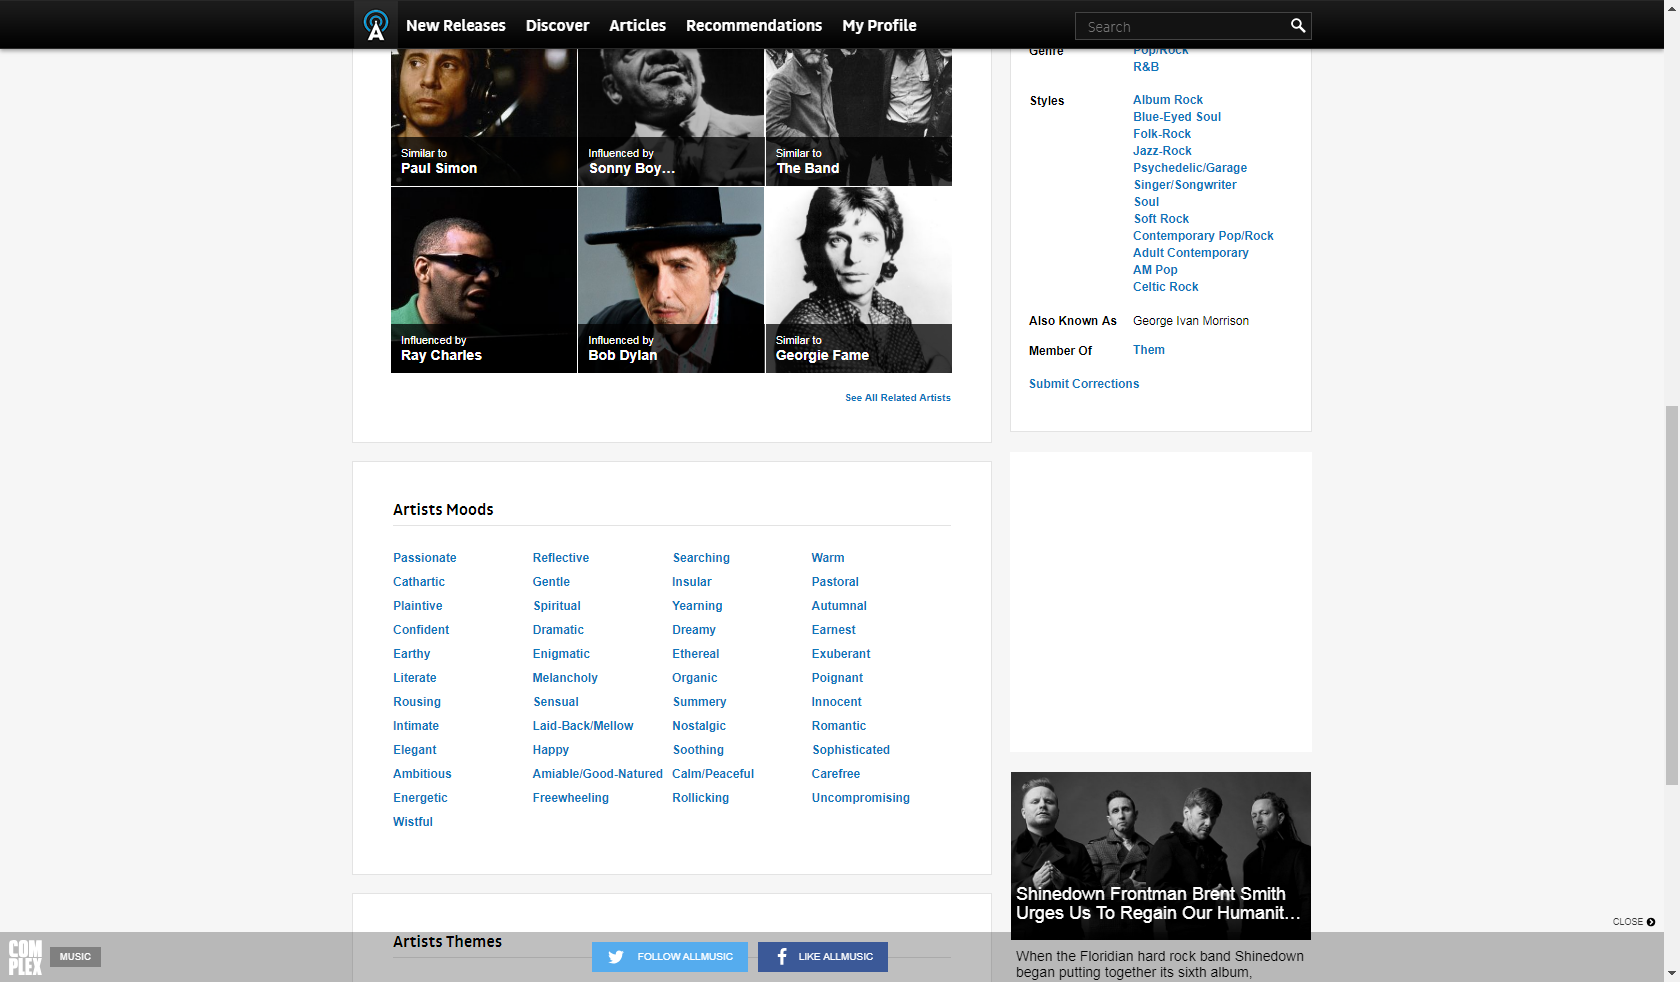 New Releases Discover Articles Recommendations My Profile Search
Similar to
Paul Simon
Influenced by
Sonny Boy...
Similar to
The Band
Influenced by
Ray Charles
Influenced by
Bob Dylan
Similar to
Georgie Fame
See All Related Artists
Artists Moods
Passionate Reflective Searching Warm
Cathartic Gentle Insular Pastoral
Plaintive Spiritual Yearning Autumnal
Confident Dramatic Dreamy Earnest
Earthy Enigmatic Ethereal Exuberant
Literate Melancholy Organic Poignant
Rousing Sensual Summery Innocent
Intimate Laid-Back/Mellow Nostalgic Romantic
Elegant Happy Soothing Sophisticated
Ambitious Amiable/Good-Natured Calm/Peaceful Carefree
Energetic Freewheeling Rollicking Uncompromising
Wistful
Artists Themes
Genre Pop/Rock
R&B
Styles Album Rock
Blue-Eyed Soul
Folk-Rock
Jazz-Rock
Psychedelic/Garage
Singer/Songwriter
Soul
Soft Rock
Contemporary Pop/Rock
Adult Contemporary
AM Pop
Celtic Rock
Also Known As George Ivan Morrison
Member Of Them
Submit Corrections
Shinedown Frontman Brent Smith
Urges Us To Regain Our Humanit...
When the Floridian hard rock band Shinedown
began putting together its sixth album,
CLOSE
COMPLEX MUSIC
FOLLOW ALLMUSIC
LIKE ALLMUSIC